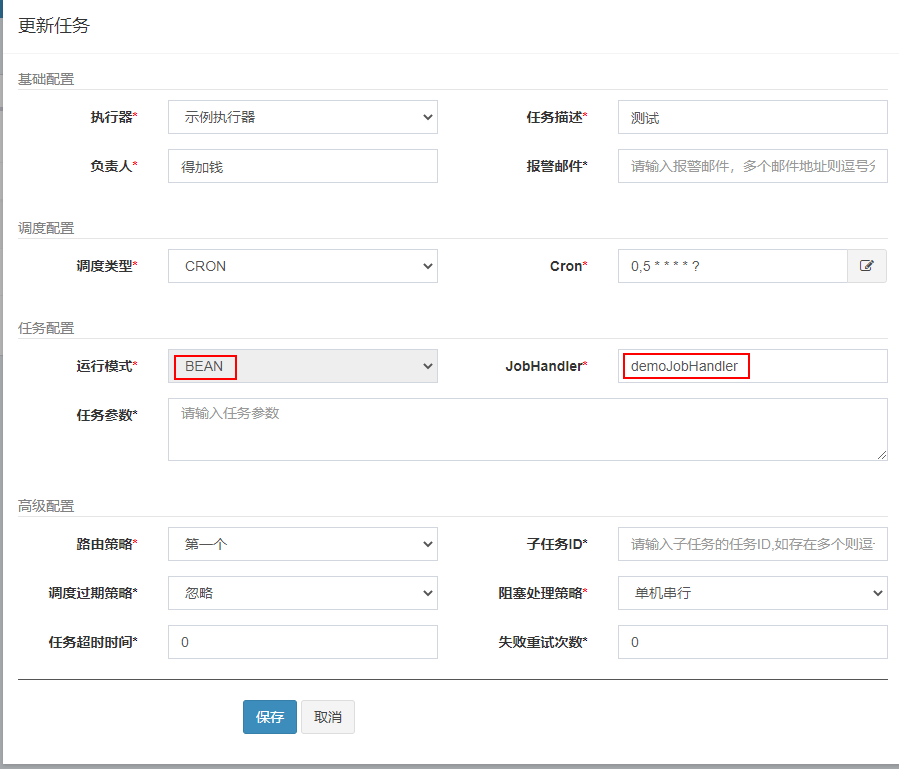 更新任务
基础配置
执行器* 示例执行器 任务描述* 测试
负责人* 得加钱 报警邮件* 请输入报警邮件，多个邮件地址则逗号分
调度配置
调度类型* CRON Cron* 0,5 * * * * ?
任务配置
运行模式* BEAN JobHandler* demoJobHandler
任务参数* 请输入任务参数
高级配置
路由策略* 第一个 子任务ID* 请输入子任务的任务ID,如存在多个则逗
调度过期策略* 忽略 阻塞处理策略* 单机串行
任务超时时间* 0 失败重试次数* 0
保存 取消